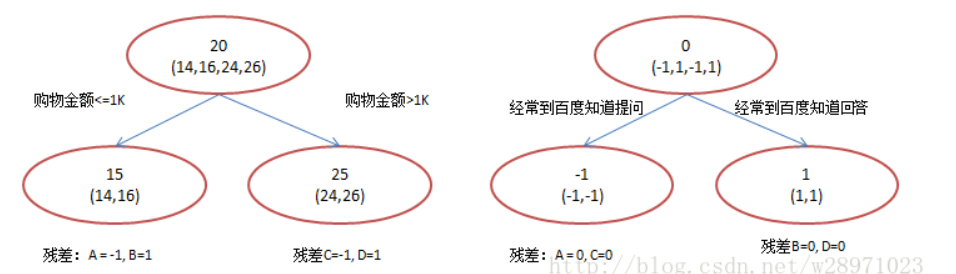 20
(14,16,24,26)
购物金额<=1K
购物金额>1K
15
(14,16)
25
(24,26)
残差：A = -1, B=1
残差C=-1, D=1
0
(-1,1,-1,1)
经常到百度知道提问
经常到百度知道回答
-1
(-1,-1)
1
(1,1)
残差：A = 0, C=0
残差B=0, D=0
http://blog.csdn.net/w28971023